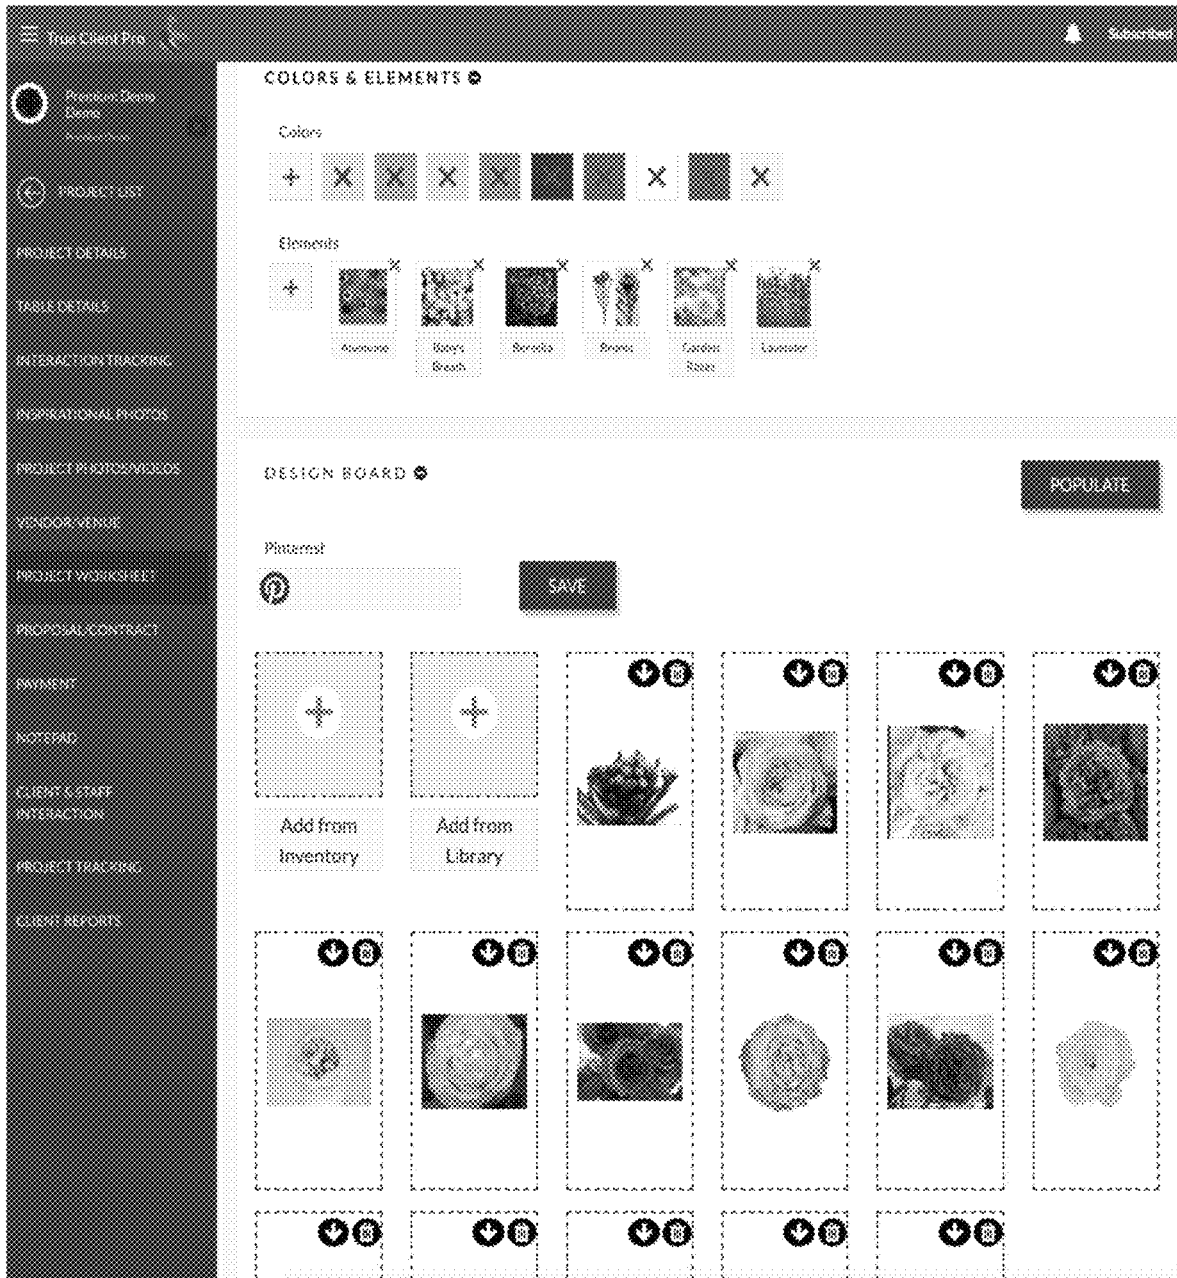 True Client Pro
Subscribed
Premium Demo
Demo
PROJECT LIST
PROJECT DETAILS
TABLE DETAILS
INTERACTION TRACKING
INSPIRATIONAL PHOTOS
PROJECT PHOTOS/VIDEOS
VENDOR/VENUE
PROJECT WORKSHEET
PROPOSAL/CONTRACT
PAYMENT
NOTEPAD
CLIENT & STAFF
INTERACTION
PROJECT TRACKING
CLIENT REPORTS
COLORS & ELEMENTS
Colors
Elements
Anemone
Baby's
Breath
Garden
Roses
Lavender
DESIGN BOARD
POPULATE
Pinterest
SAVE
Add from
Inventory
Add from
Library